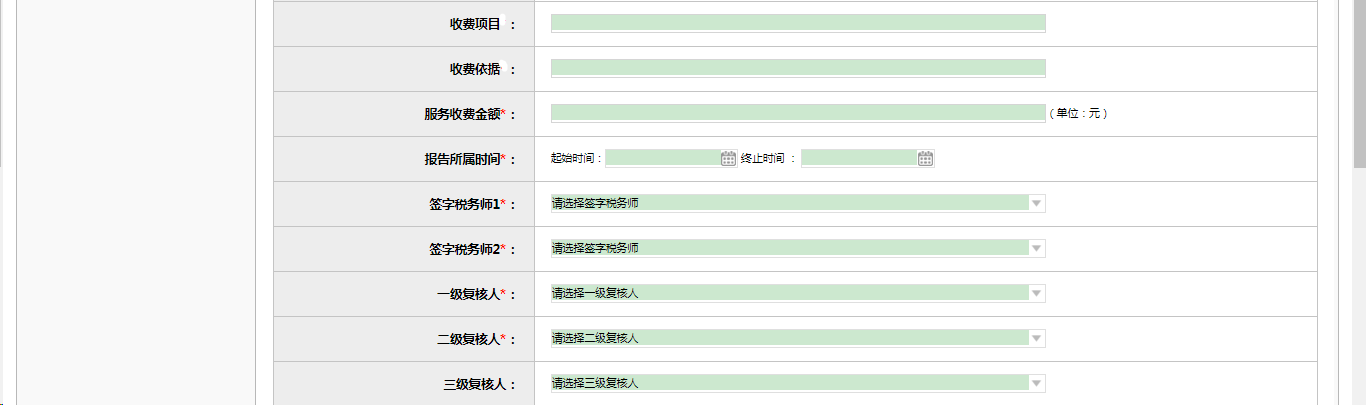 收费项目：
收费依据：
服务收费金额*：（单位：元）
报告所属时间*：起始时间：终止时间 ：
签字税务师1*：请选择签字税务师
签字税务师2*：请选择签字税务师
一级复核人*：请选择一级复核人
二级复核人*：请选择二级复核人
三级复核人：请选择三级复核人